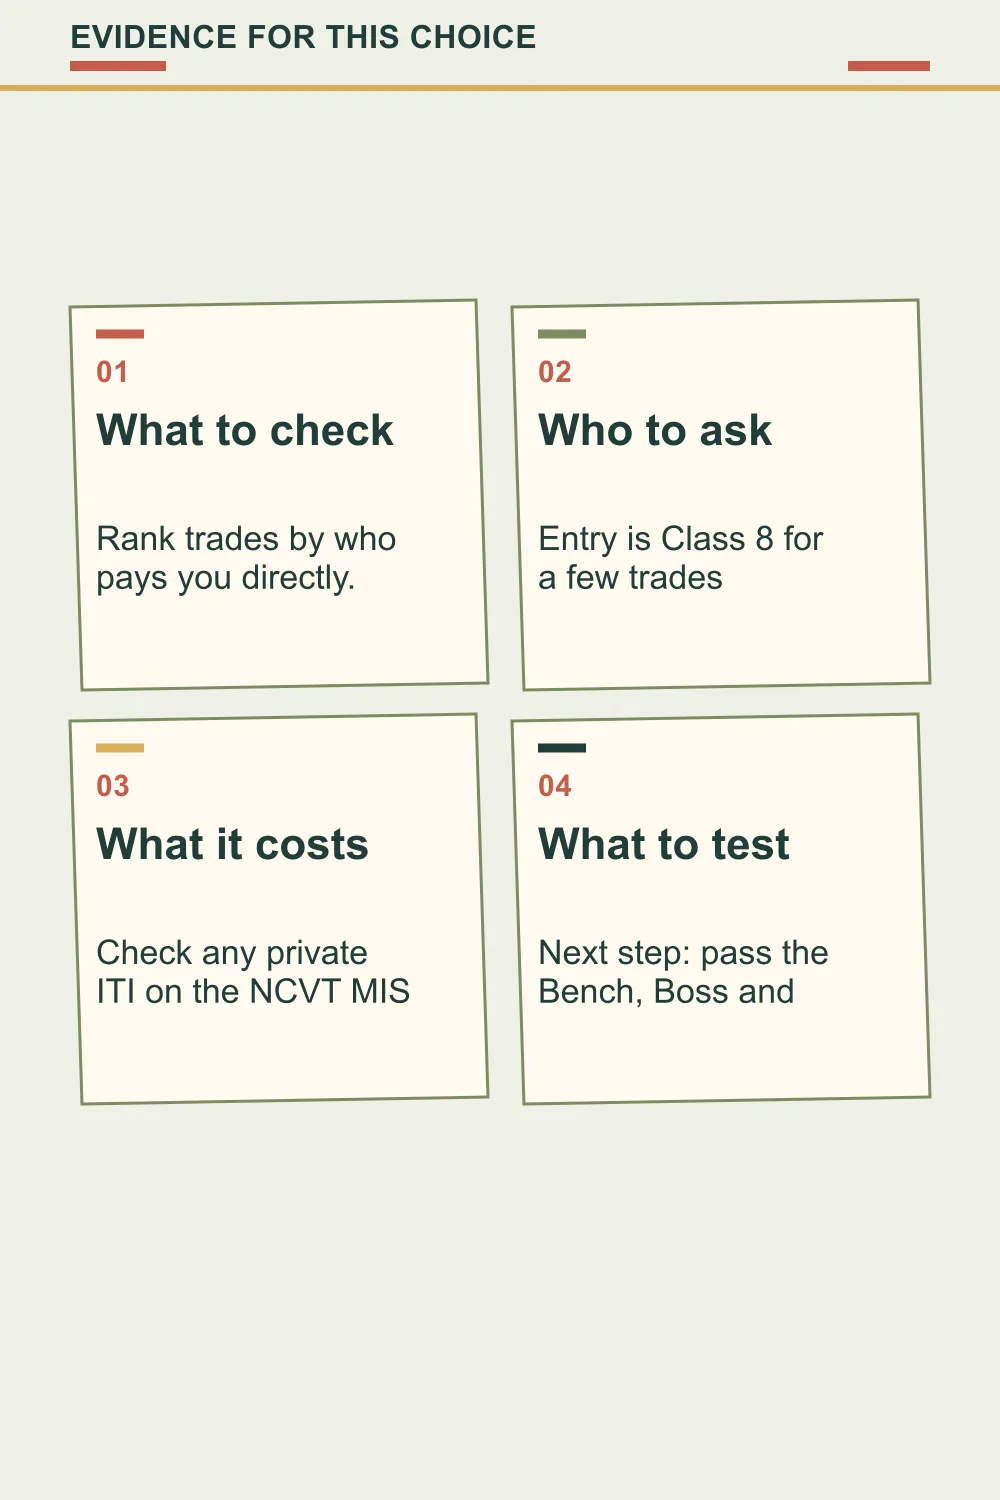 EVIDENCE FOR THIS CHOICE
01
What to check
Rank trades by who
pays you directly.
02
Who to ask
Entry is Class 8 for
a few trades
03
What it costs
Check any private
ITI on the NCVT MIS
04
What to test
Next step: pass the
Bench, Boss and